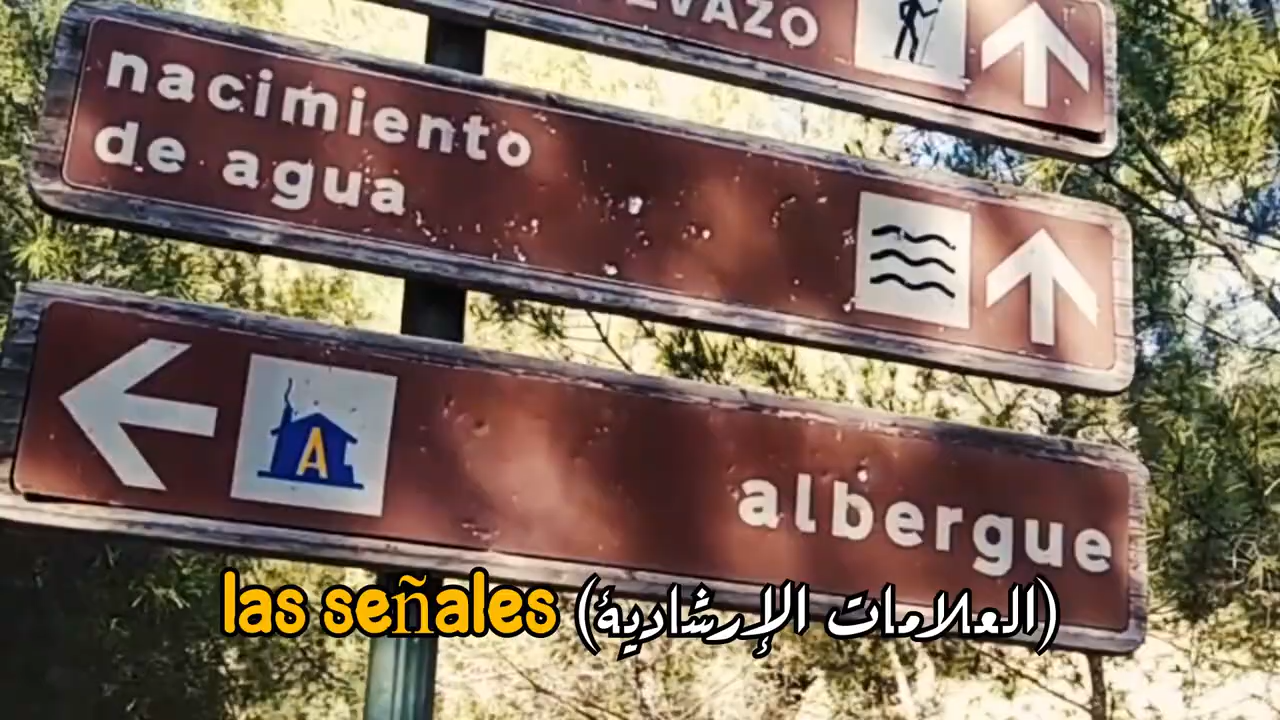 nacimiento
de agua
A
albergue
las señales (العلامات الإرشادية)